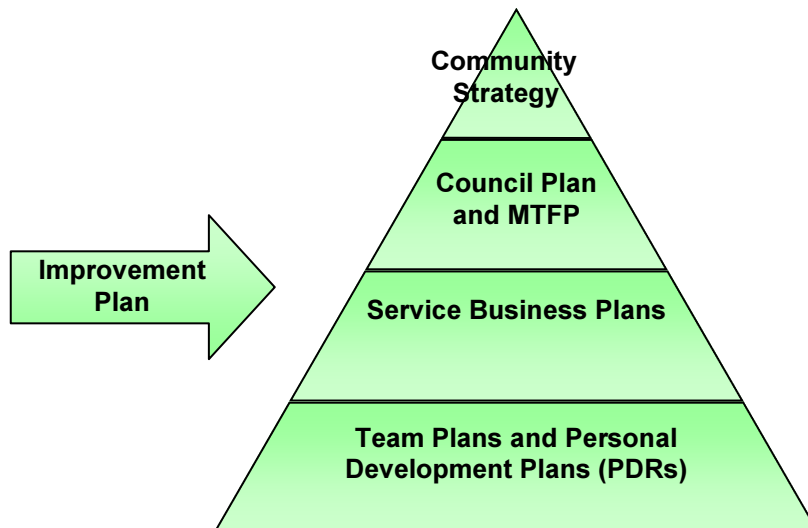 Community
Strategy
Council Plan
and MTFP
Improvement
Plan
Service Business Plans
Team Plans and Personal
Development Plans (PDRs)